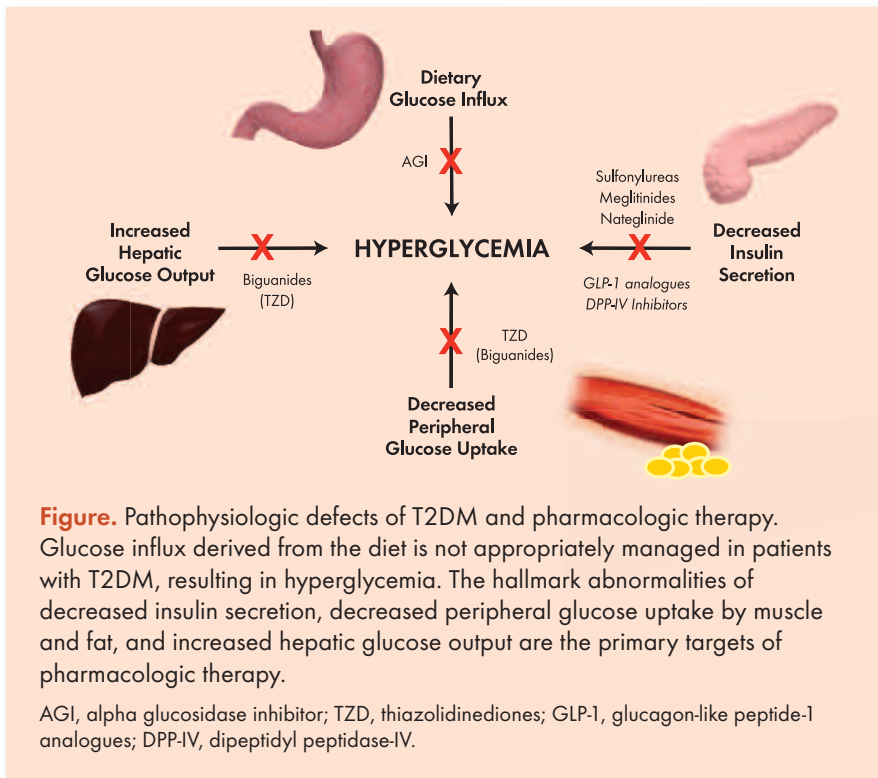 Dietary
Glucose Influx
AGI
X
Sulfonylureas
Meglitinides
Nateglinide
Increased
Hepatic
Glucose Output
X
Biguanides
(TZD)
HYPERGLYCEMIA
X
GLP-1 analogues
DPP-IV Inhibitors
Decreased
Insulin
Secretion
X
TZD
(Biguanides)
Decreased
Peripheral
Glucose Uptake
Figure. Pathophysiologic defects of T2DM and pharmacologic therapy.
Glucose influx derived from the diet is not appropriately managed in patients
with T2DM, resulting in hyperglycemia. The hallmark abnormalities of
decreased insulin secretion, decreased peripheral glucose uptake by muscle
and fat, and increased hepatic glucose output are the primary targets of
pharmacologic therapy.
AGI, alpha glucosidase inhibitor; TZD, thiazolidinediones; GLP-1, glucagon-like peptide-1
analogues; DPP-IV, dipeptidyl peptidase-IV.